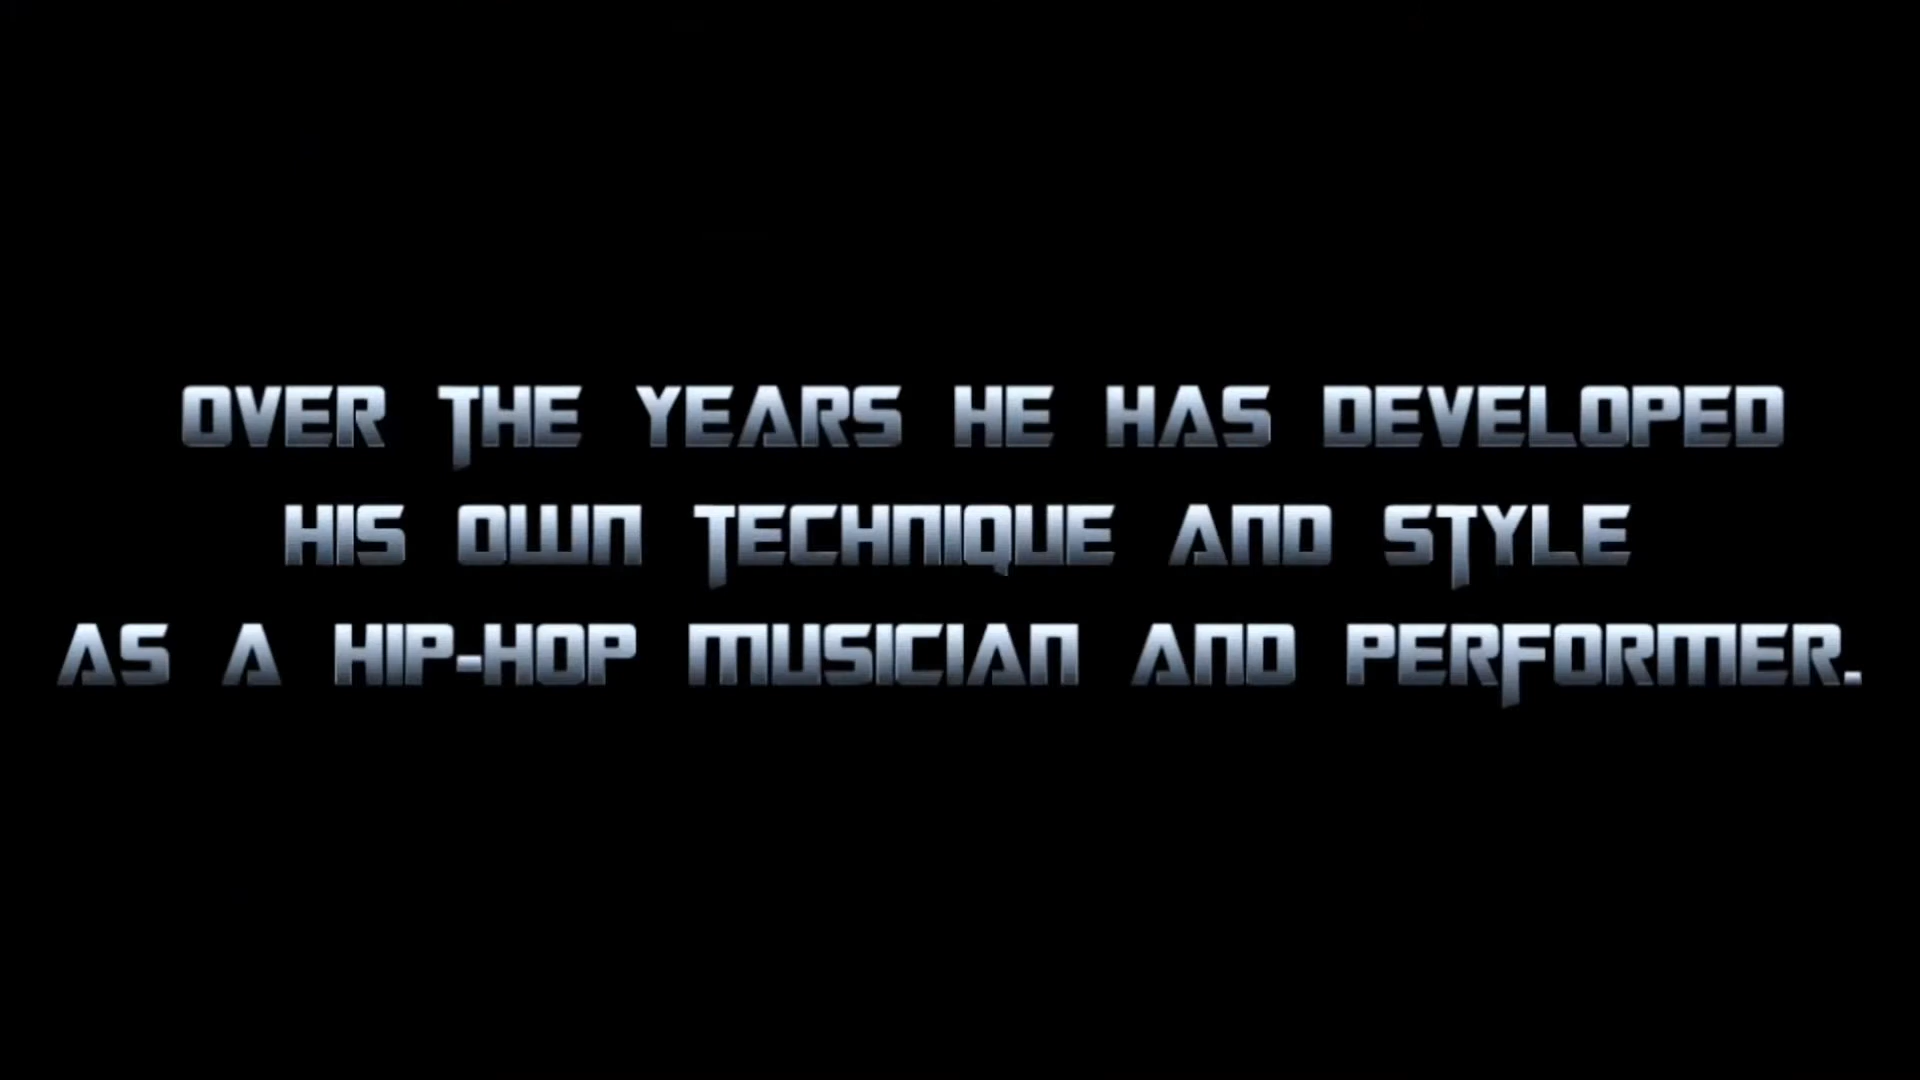 OVER THE YEARS HE HAS DEVELOPED
HIS OWN TECHNIQUE AND STYLE
AS A HIP-HOP MUSICIAN AND PERFORMER.